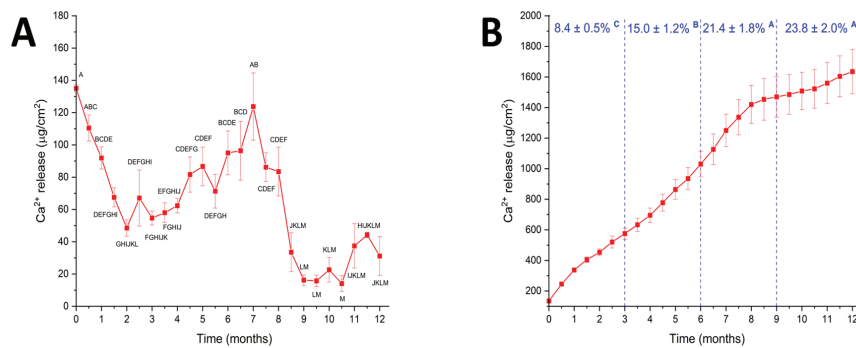 A
180
160
140
120
100
80
60
40
20
0
Ca²⁺ release (µg/cm²)
A
ABC
BCDE
DEFGHI
GHIJKL
DEFGHI
FGHIJK
EFGHIJ
FGHIJ
CDEFG
CDEF
DEFGH
BCDE
BCD
AB
CDEF
CDEF
JKLM
LM
LM
KLM
M
IJKLM
HIJKLM
JKLM
0 1 2 3 4 5 6 7 8 9 10 11 12
Time (months)
B
8.4 ± 0.5% C 15.0 ± 1.2% B 21.4 ± 1.8% A 23.8 ± 2.0% A
2000
1800
1600
1400
1200
1000
800
600
400
200
Ca²⁺ release (µg/cm²)
0 1 2 3 4 5 6 7 8 9 10 11 12
Time (months)